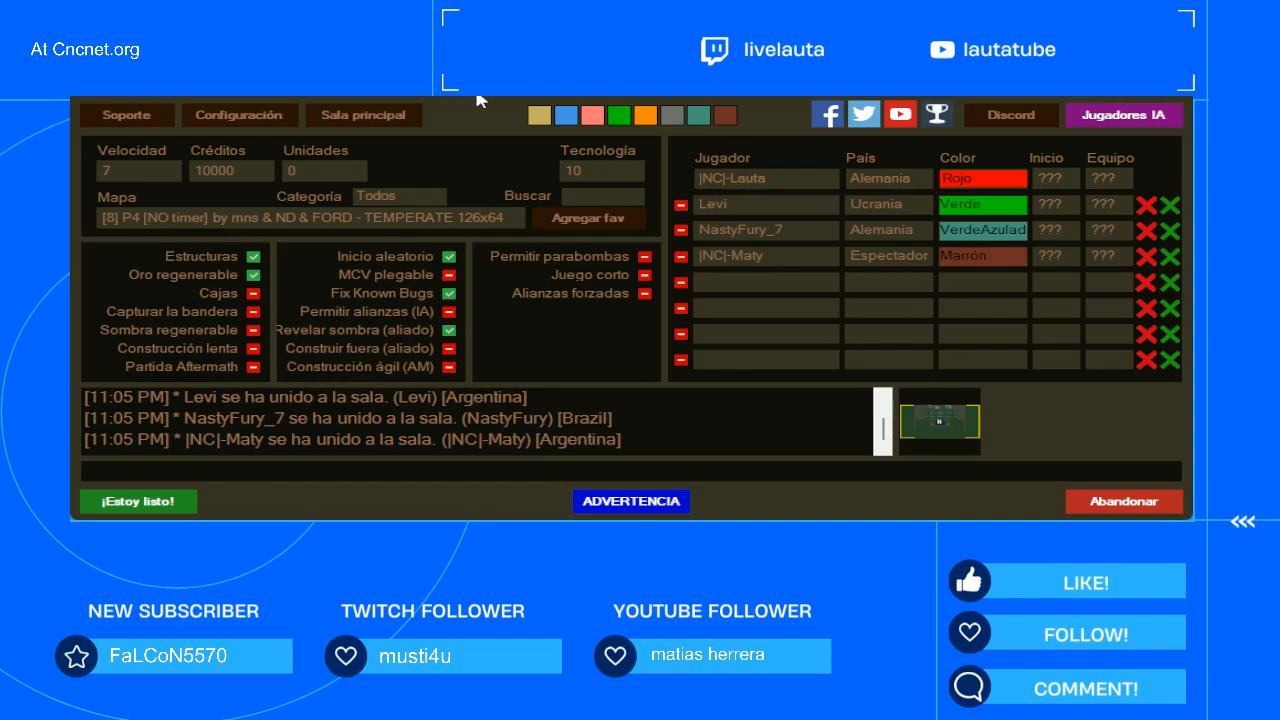 At Cncnet.org
livelauta
lautatube
Soporte
Configuración
Sala principal
Discord
Jugadores IA
Velocidad
Créditos
Unidades
Tecnología
7
10000
0
10
Mapa
Categoría
Todos
Buscar
[8] P4 [NO timer] by mns & ND & FORD - TEMPERATE 126x64
Agregar fav
Jugador País Color Inicio Equipo
|NC|-Lauta Alemania Rojo ??? ???
Levi Ucrania Verde ??? ???
NastyFury_7 Alemania VerdeAzulad ??? ???
|NC|-Maty Espectador Marrón ??? ???
Estructuras
Oro regenerable
Cajas
Capturar la bandera
Sombra regenerable
Construcción lenta
Partida Aftermath
Inicio aleatorio
MCV plegable
Fix Known Bugs
Permitir alianzas (IA)
Revelar sombra (aliado)
Construir fuera (aliado)
Construcción ágil (AM)
Permitir parabombas
Juego corto
Alianzas forzadas
[11:05 PM] * Levi se ha unido a la sala. (Levi) [Argentina]
[11:05 PM] * NastyFury_7 se ha unido a la sala. (NastyFury) [Brazil]
[11:05 PM] * |NC|-Maty se ha unido a la sala. (|NC|-Maty) [Argentina]
¡Estoy listo!
ADVERTENCIA
Abandonar
NEW SUBSCRIBER
FaLCoN5570
TWITCH FOLLOWER
musti4u
YOUTUBE FOLLOWER
matias herrera
LIKE!
FOLLOW!
COMMENT!